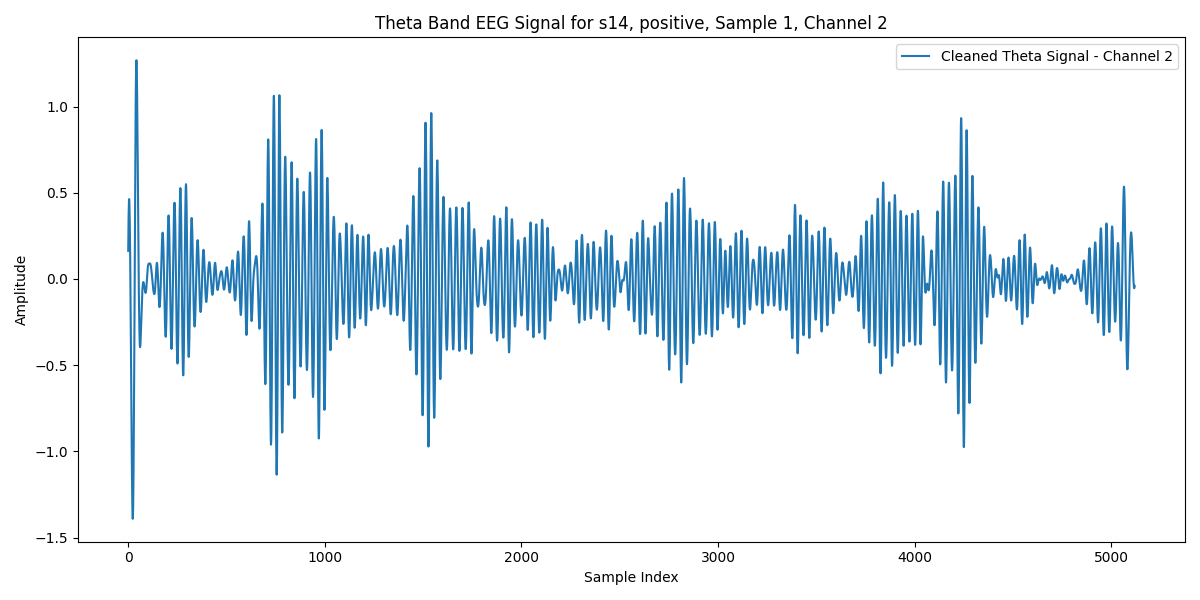 Theta Band EEG Signal for s14, positive, Sample 1, Channel 2
Cleaned Theta Signal - Channel 2
Amplitude
1.0
0.5
0.0
−0.5
−1.0
−1.5
0 1000 2000 3000 4000 5000
Sample Index